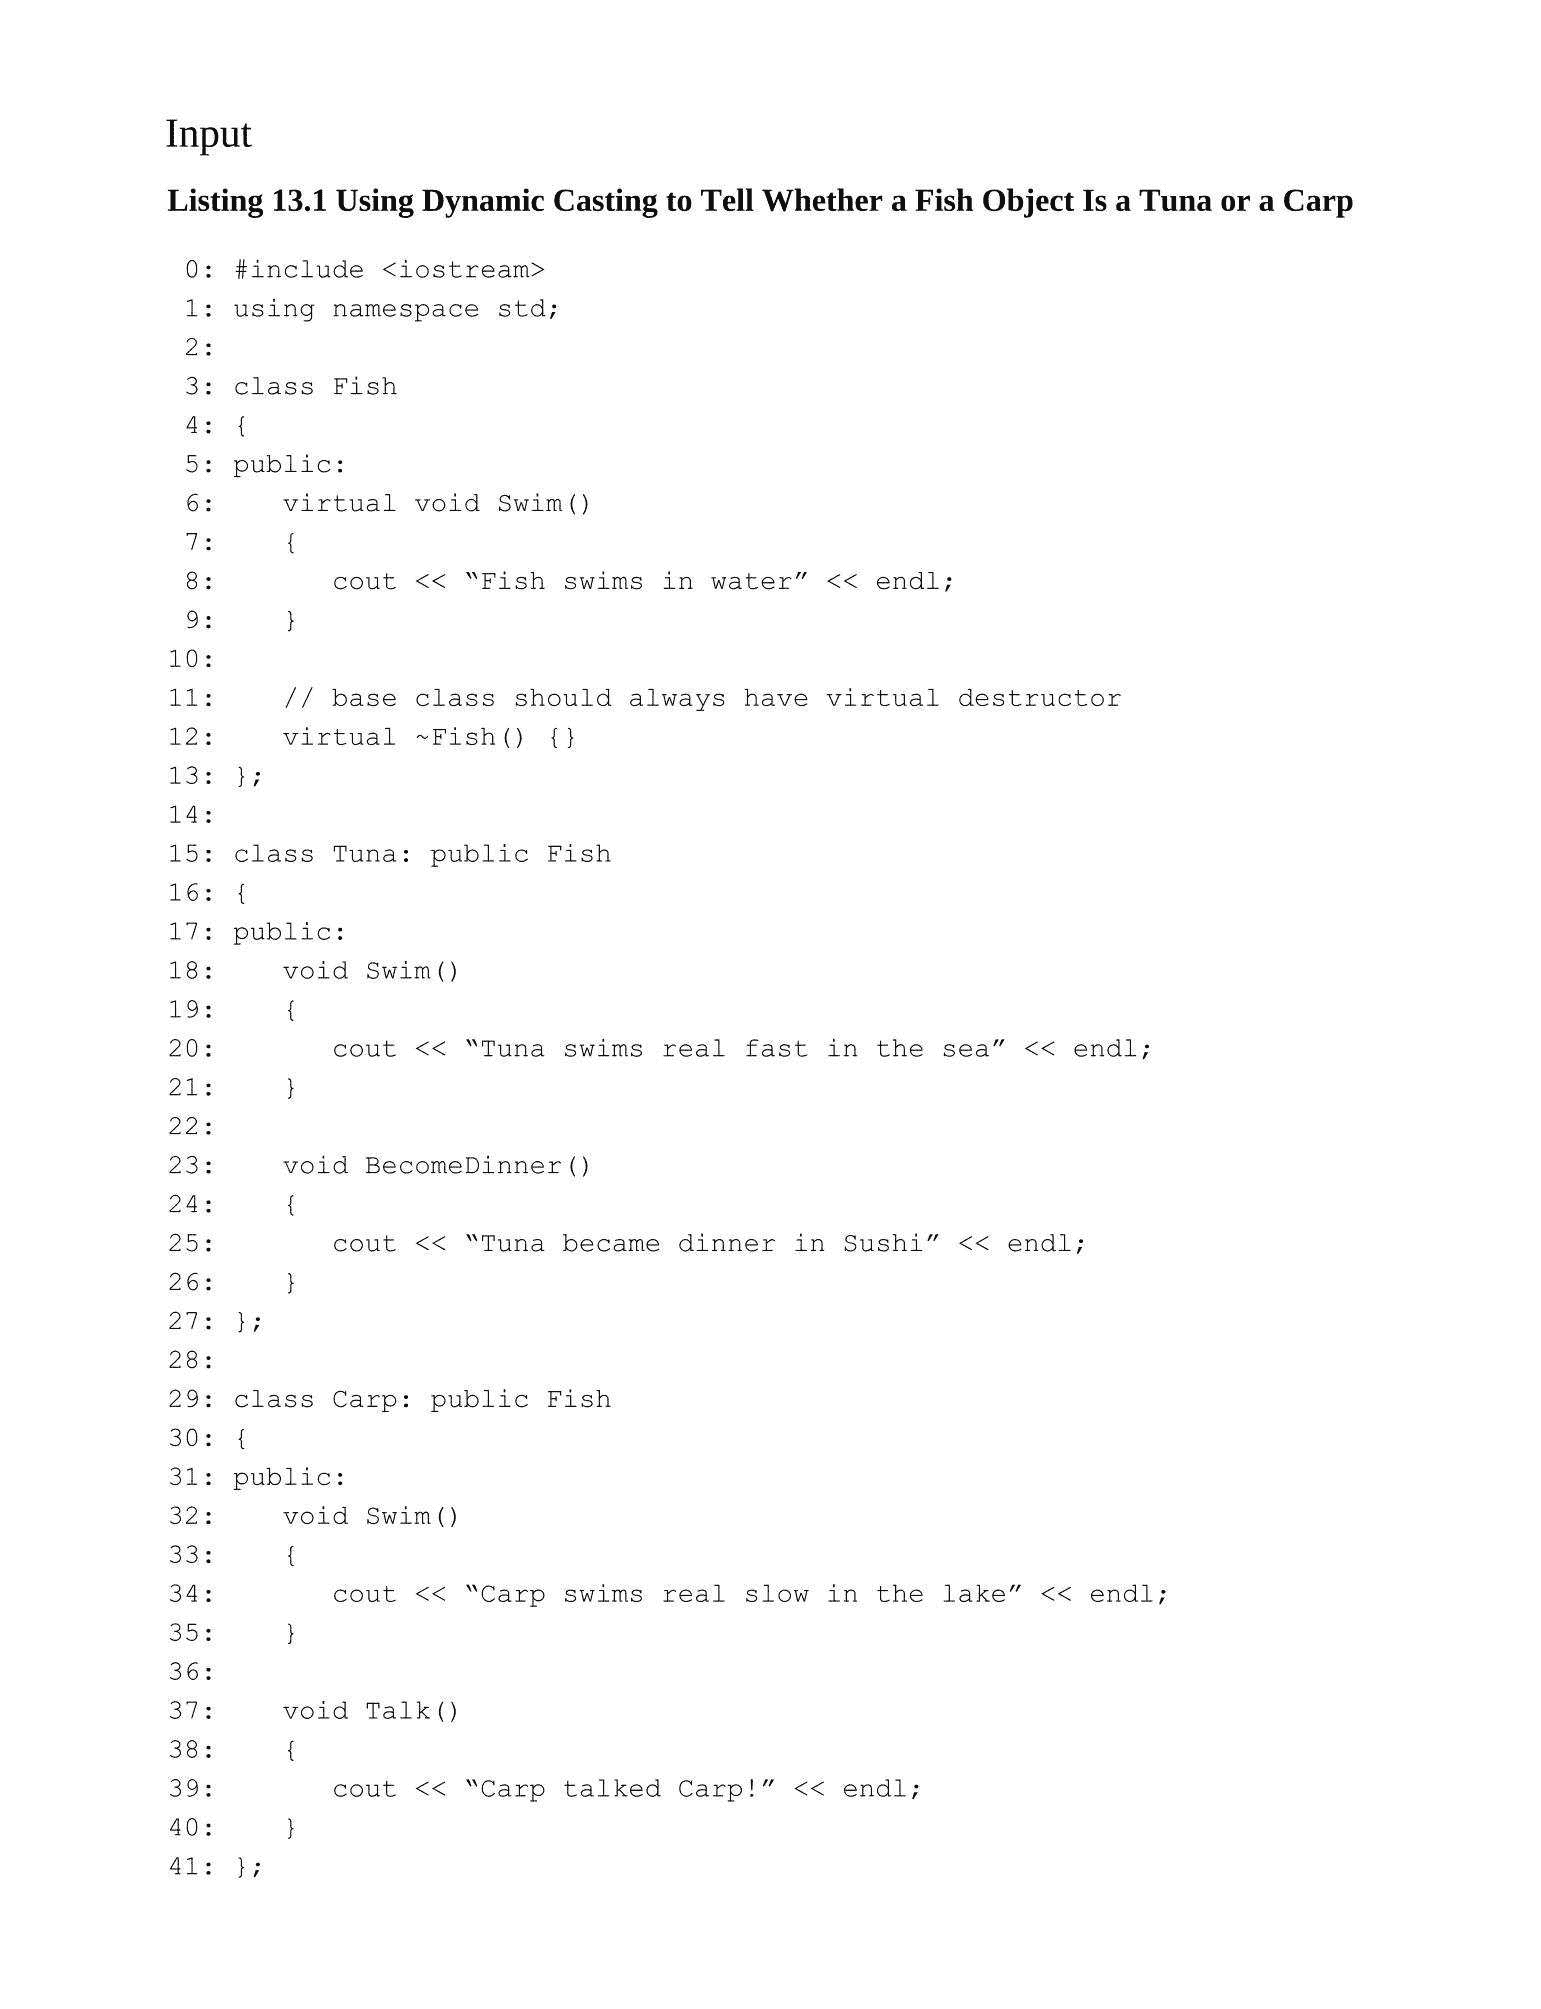 Input
Listing 13.1 Using Dynamic Casting to Tell Whether a Fish Object Is a Tuna or a Carp
 0: #include <iostream>
 1: using namespace std;
 2:
 3: class Fish
 4: {
 5: public:
 6:    virtual void Swim()
 7:    {
 8:       cout << “Fish swims in water” << endl;
 9:    }
10:
11:    // base class should always have virtual destructor
12:    virtual ~Fish() {}
13: };
14:
15: class Tuna: public Fish
16: {
17: public:
18:    void Swim()
19:    {
20:       cout << “Tuna swims real fast in the sea” << endl;
21:    }
22:
23:    void BecomeDinner()
24:    {
25:       cout << “Tuna became dinner in Sushi” << endl;
26:    }
27: };
28:
29: class Carp: public Fish
30: {
31: public:
32:    void Swim()
33:    {
34:       cout << “Carp swims real slow in the lake” << endl;
35:    }
36:
37:    void Talk()
38:    {
39:       cout << “Carp talked Carp!” << endl;
40:    }
41: };